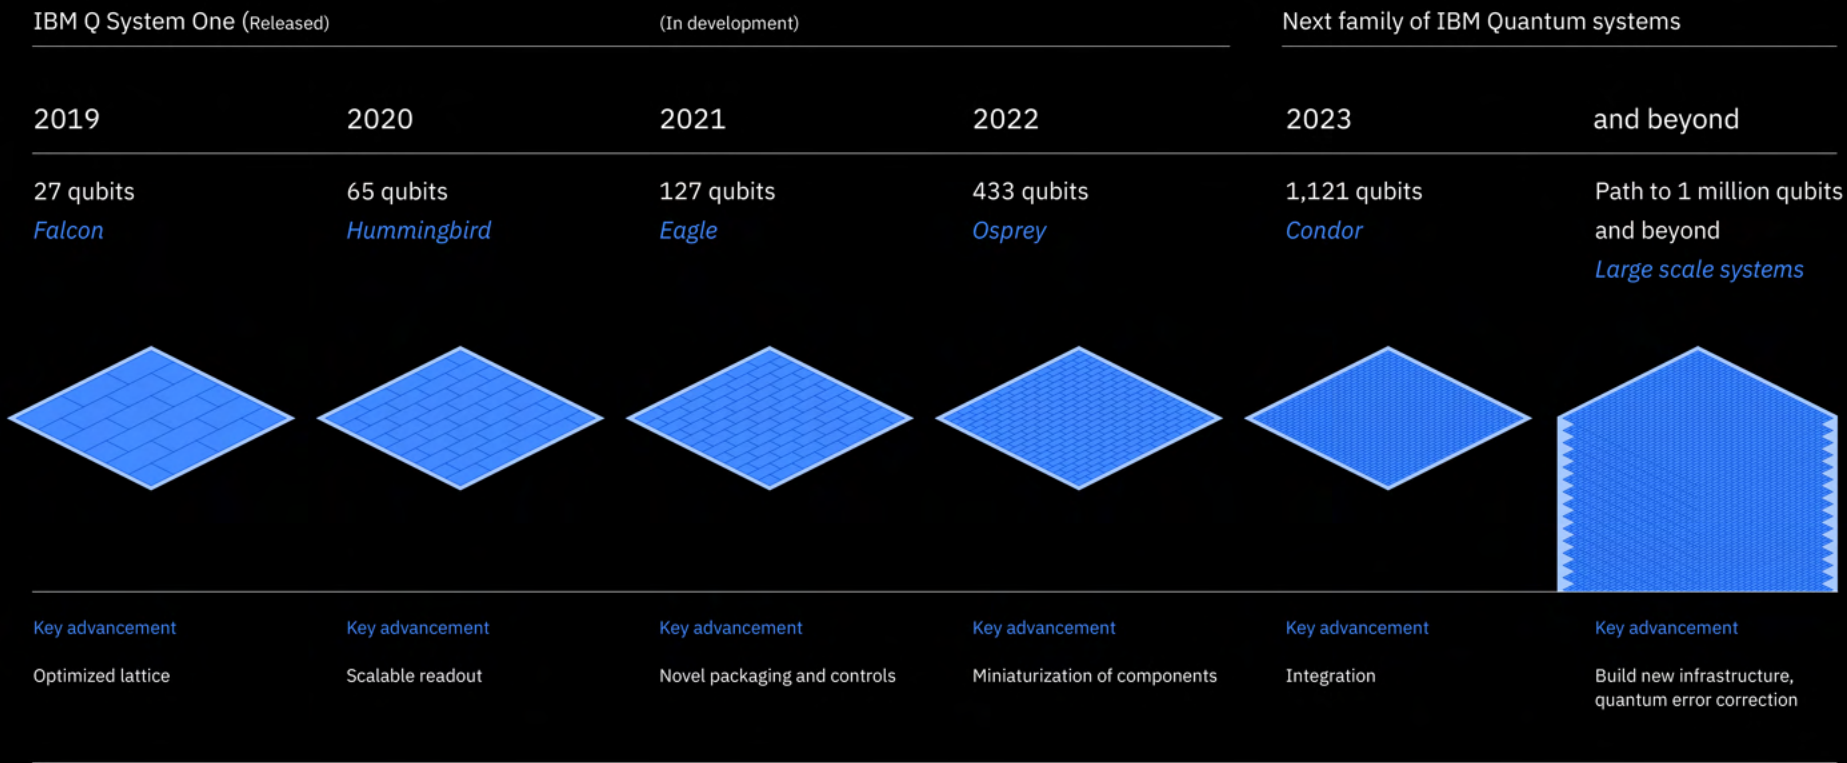 IBM Q System One (Released)
(In development)
Next family of IBM Quantum systems
2019
2020
2021
2022
2023
and beyond
27 qubits
Falcon
65 qubits
Hummingbird
127 qubits
Eagle
433 qubits
Osprey
1,121 qubits
Condor
Path to 1 million qubits
and beyond
Large scale systems
Key advancement
Optimized lattice
Key advancement
Scalable readout
Key advancement
Novel packaging and controls
Key advancement
Miniaturization of components
Key advancement
Integration
Key advancement
Build new infrastructure,
quantum error correction